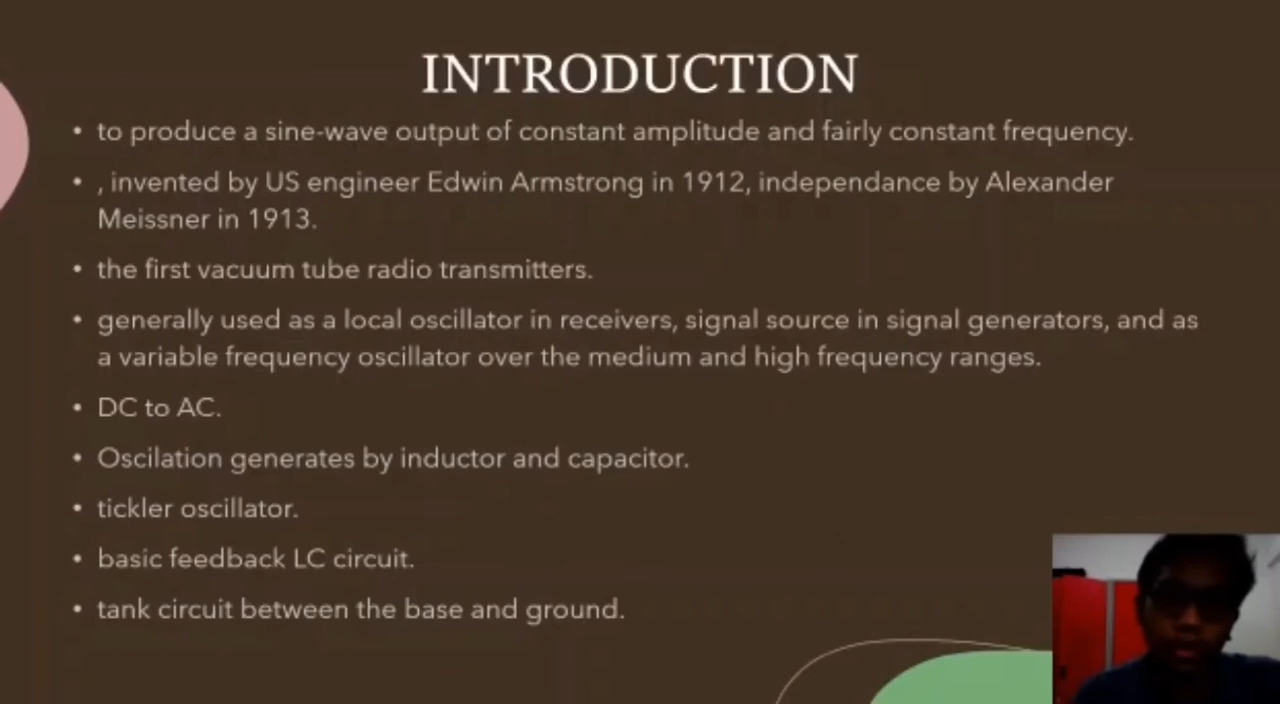 INTRODUCTION
• to produce a sine-wave output of constant amplitude and fairly constant frequency.
• , invented by US engineer Edwin Armstrong in 1912, independance by Alexander
Meissner in 1913.
• the first vacuum tube radio transmitters.
• generally used as a local oscillator in receivers, signal source in signal generators, and as
a variable frequency oscillator over the medium and high frequency ranges.
• DC to AC.
• Oscilation generates by inductor and capacitor.
• tickler oscillator.
• basic feedback LC circuit.
• tank circuit between the base and ground.